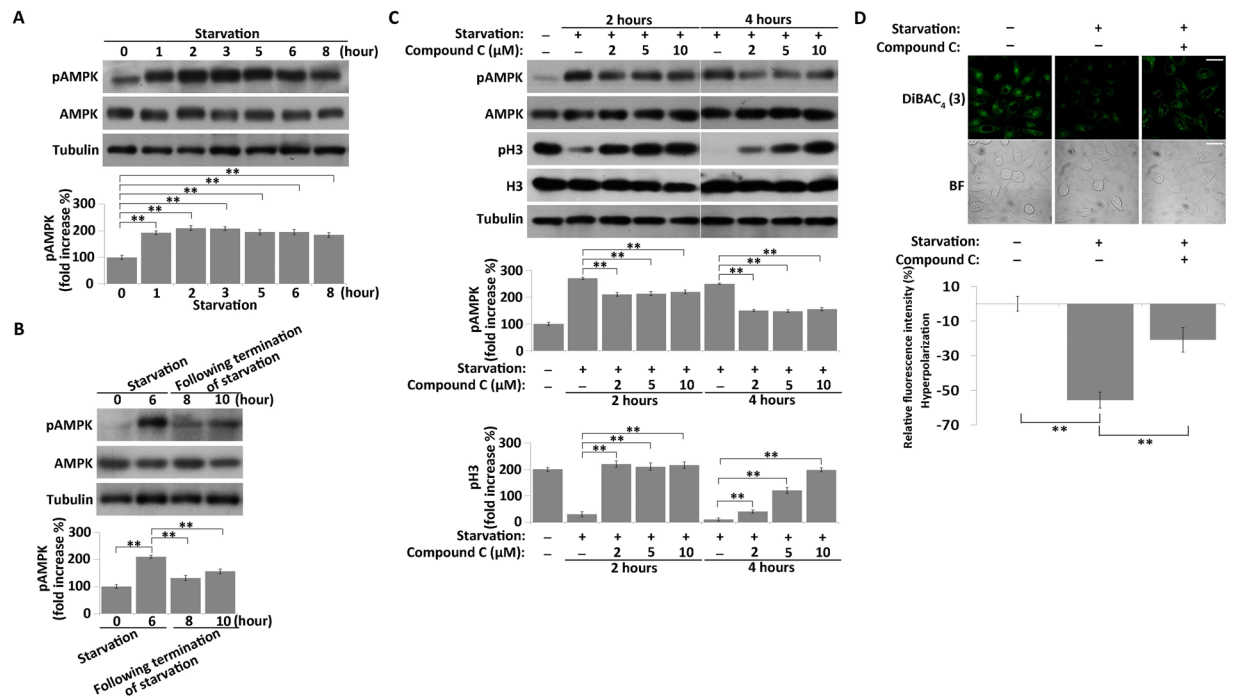 A
Starvation
0 1 2 3 5 6 8 (hour)
pAMPK
AMPK
Tubulin
** 
**
**
**
**
**
pAMPK
(fold increase %)
300
200
100
0
0 1 2 3 5 6 8 (hour)
Starvation
B
Starvation
Following termination
of starvation
0 6 8 10 (hour)
pAMPK
AMPK
Tubulin
**
**
**
pAMPK
(fold increase %)
300
200
100
0
0 6 8 10 (hour)
Starvation
Following termination
of starvation
C
2 hours 4 hours
Starvation: – + + + + + + + +
Compound C (μM): – – 2 5 10 – 2 5 10
pAMPK
AMPK
pH3
H3
Tubulin
** **
** **
** **
pAMPK
(fold increase %)
300
200
100
0
Starvation: – + + + + + + + +
Compound C (μM): – – 2 5 10 – 2 5 10
2 hours 4 hours
**
** **
** **
**
pH3
(fold increase %)
300
200
100
0
Starvation: – + + + + + + + +
Compound C (μM): – – 2 5 10 – 2 5 10
2 hours 4 hours
D
Starvation: – + +
Compound C: – – +
DiBAC4 (3)
BF
Starvation: – + +
Compound C: – – +
Relative fluorescence intensity (%)
Hyperpolarization
10
-10
-30
-50
-70
** **